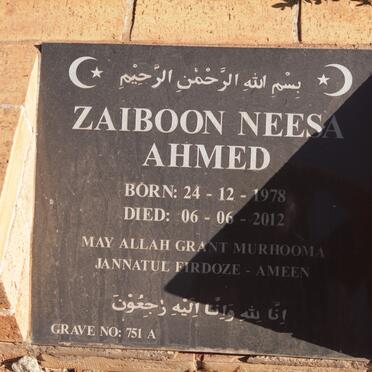 بِسْمِ اللهِ الرَّحْمٰنِ الرَّحِيْمِ
ZAIBOON NEESA
AHMED
BORN: 24 - 12 - 1978
DIED: 06 - 06 - 2012
MAY ALLAH GRANT MURHOOMA
JANNATUL FIRDOZE - AMEEN
اِنَّا لِلّٰهِ وَاِنَّا اِلَيْهِ رٰجِعُوْنَ
GRAVE NO: 751 A